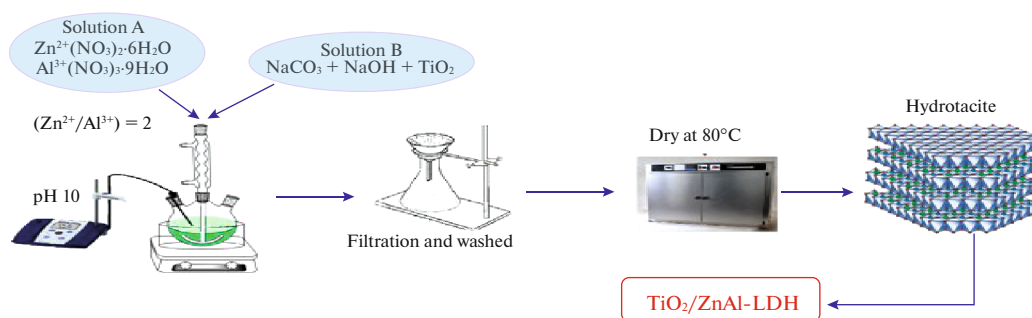 Solution A
Zn²⁺(NO₃)₂·6H₂O
Al³⁺(NO₃)₃·9H₂O
Solution B
NaCO₃ + NaOH + TiO₂
(Zn²⁺/Al³⁺) = 2
pH 10
Filtration and washed
Dry at 80°C
Hydrotacite
TiO₂/ZnAl-LDH